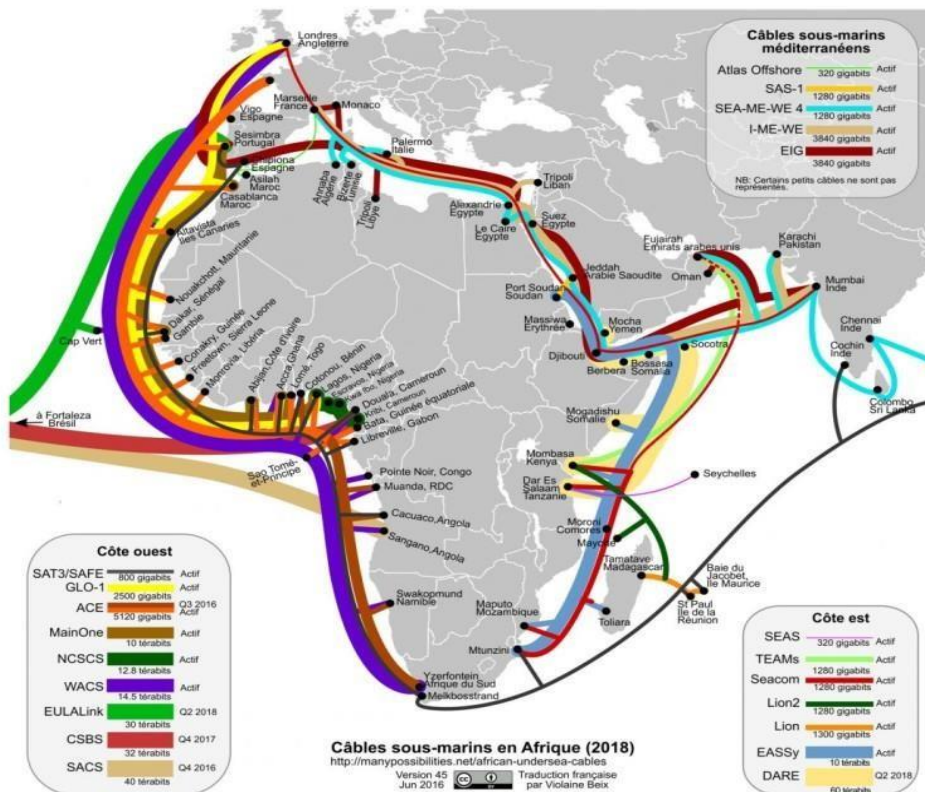 Câbles sous-marins
méditerranéens
Atlas Offshore
320 gigabits
Actif
SAS-1
1280 gigabits
Actif
SEA-ME-WE 4
1280 gigabits
Actif
I-ME-WE
3840 gigabits
Actif
EIG
3840 gigabits
Actif
NB: Certains petits câbles ne sont pas
représentés.
Londres
Angleterre
Marseille
France
Monaco
Vigo
Espagne
Sesimbra
Portugal
Chipiona
Espagne
Asilah
Maroc
Casablanca
Maroc
Annaba
Algérie
Bizerte
Tunisie
Palermo
Italie
Tripoli
Libye
Tripoli
Liban
Alexandrie
Egypte
Le Caire
Egypte
Suez
Egypte
Jeddah
Arabie Saoudite
Port Soudan
Soudan
Massiwa
Erythrée
Mocha
Yemen
Djibouti
Berbera
Bossasa
Somalia
Socotra
Fujairah
Emirats arabes unis
Oman
Karachi
Pakistan
Mumbai
Inde
Chennai
Inde
Cochin
Inde
Colombo
Sri Lanka
Altavista
Iles Canaries
Nouakchott, Mauritanie
Dakar, Sénégal
Gambie
Cap Vert
Conakry, Guinée
Freetown, Sierra Leone
Monrovia, Libéria
Abijan, Côte d'Ivoire
Accra, Ghana
Lomé, Togo
Cotonou, Bénin
Lagos, Nigeria
Escravos, Nigeria
Kwa Ibo, Nigeria
Douala, Cameroun
Kribi, Cameroun
Bata, Guinée équatoriale
Libreville, Gabon
à Fortaleza
Brésil
Sao Tomé-
et-Principe
Pointe Noir, Congo
Muanda, RDC
Cacuaco,Angola
Sangano,Angola
Swakopmund
Namibie
Yzerfontein
Afrique du Sud
Melkbosstrand
Mogadishu
Somalie
Mombasa
Kenya
Dar Es
Salaam
Tanzanie
Seychelles
Moroni
Comores
Mayotte
Tamatave
Madagascar
Baie du
Jacobet,
Ile Maurice
St Paul
Ile de la
Réunion
Toliara
Maputo
Mozambique
Mtunzini
Côte ouest
SAT3/SAFE
800 gigabits
Actif
GLO-1
2500 gigabits
Actif
ACE
5120 gigabits
Q3 2016
Actif
MainOne
10 térabits
Actif
NCSCS
12.8 térabits
Actif
WACS
14.5 térabits
Actif
EULALink
30 térabits
Q2 2018
CSBS
32 térabits
Q4 2017
SACS
40 térabits
Q4 2016
Côte est
SEAS
320 gigabits
Actif
TEAMs
1280 gigabits
Actif
Seacom
1280 gigabits
Actif
Lion2
1280 gigabits
Actif
Lion
1300 gigabits
Actif
EASSy
10 térabits
Actif
DARE
60 térabits
Q2 2018
Câbles sous-marins en Afrique (2018)
http://manypossibilities.net/african-undersea-cables
Version 45
Jun 2016
cc
BY
Traduction française
par Violaine Beix